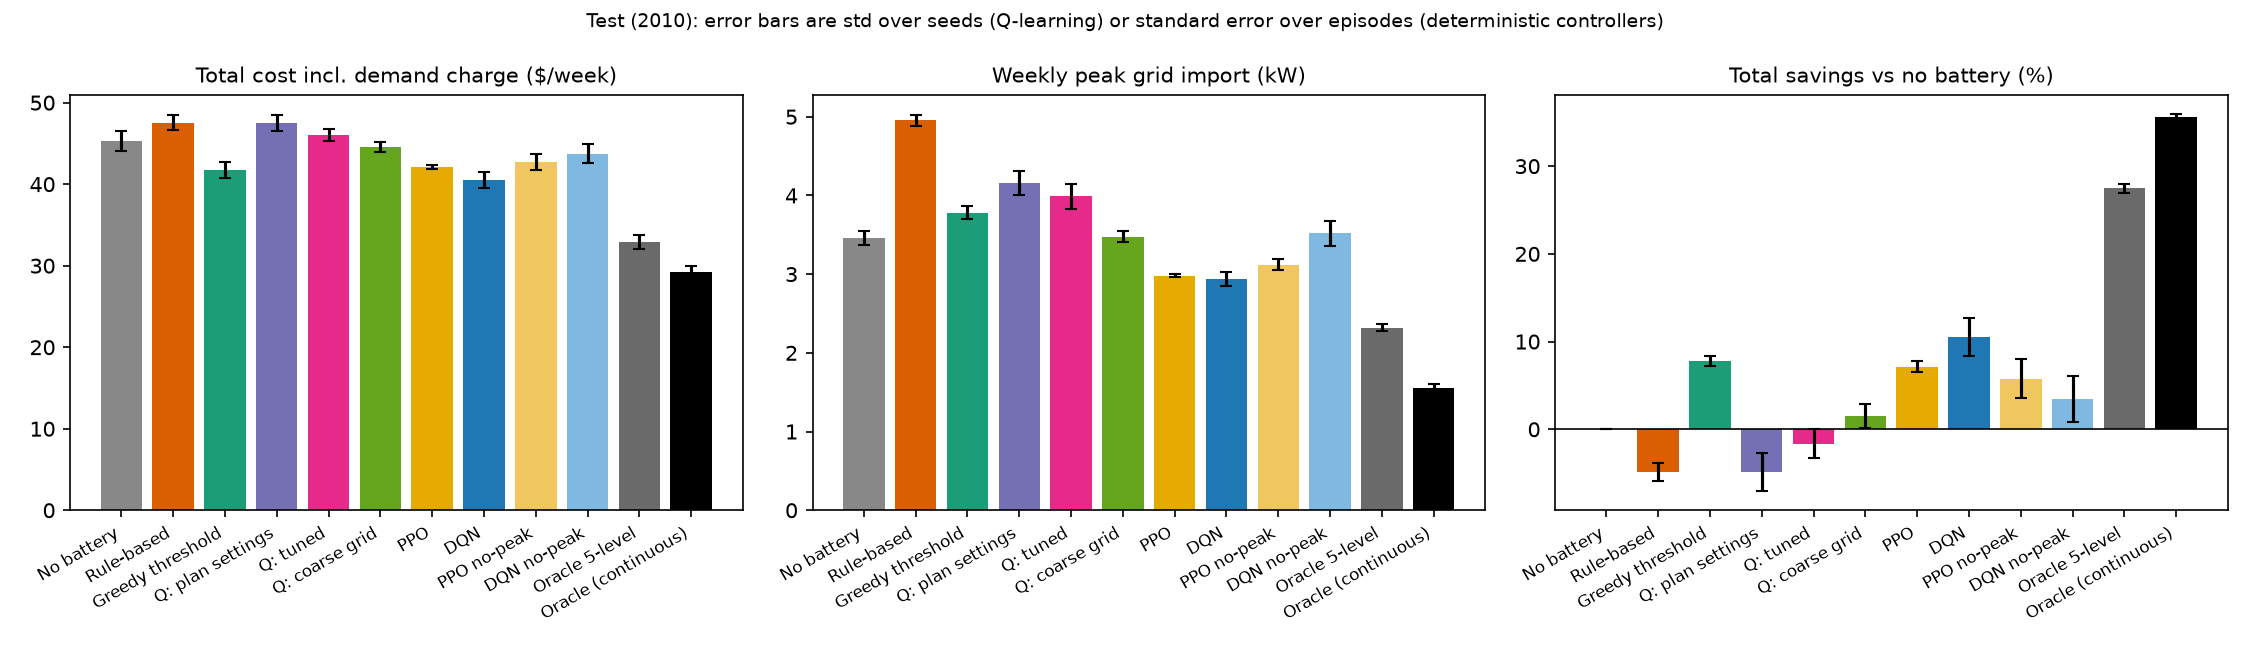 Test (2010): error bars are std over seeds (Q-learning) or standard error over episodes (deterministic controllers)
Total cost incl. demand charge ($/week)
50
40
30
20
10
0
No battery
Rule-based
Greedy threshold
Q: plan settings
Q: tuned
Q: coarse grid
PPO
DQN
PPO no-peak
DQN no-peak
Oracle 5-level
Oracle (continuous)
Weekly peak grid import (kW)
5
4
3
2
1
0
No battery
Rule-based
Greedy threshold
Q: plan settings
Q: tuned
Q: coarse grid
PPO
DQN
PPO no-peak
DQN no-peak
Oracle 5-level
Oracle (continuous)
Total savings vs no battery (%)
30
20
10
0
No battery
Rule-based
Greedy threshold
Q: plan settings
Q: tuned
Q: coarse grid
PPO
DQN
PPO no-peak
DQN no-peak
Oracle 5-level
Oracle (continuous)